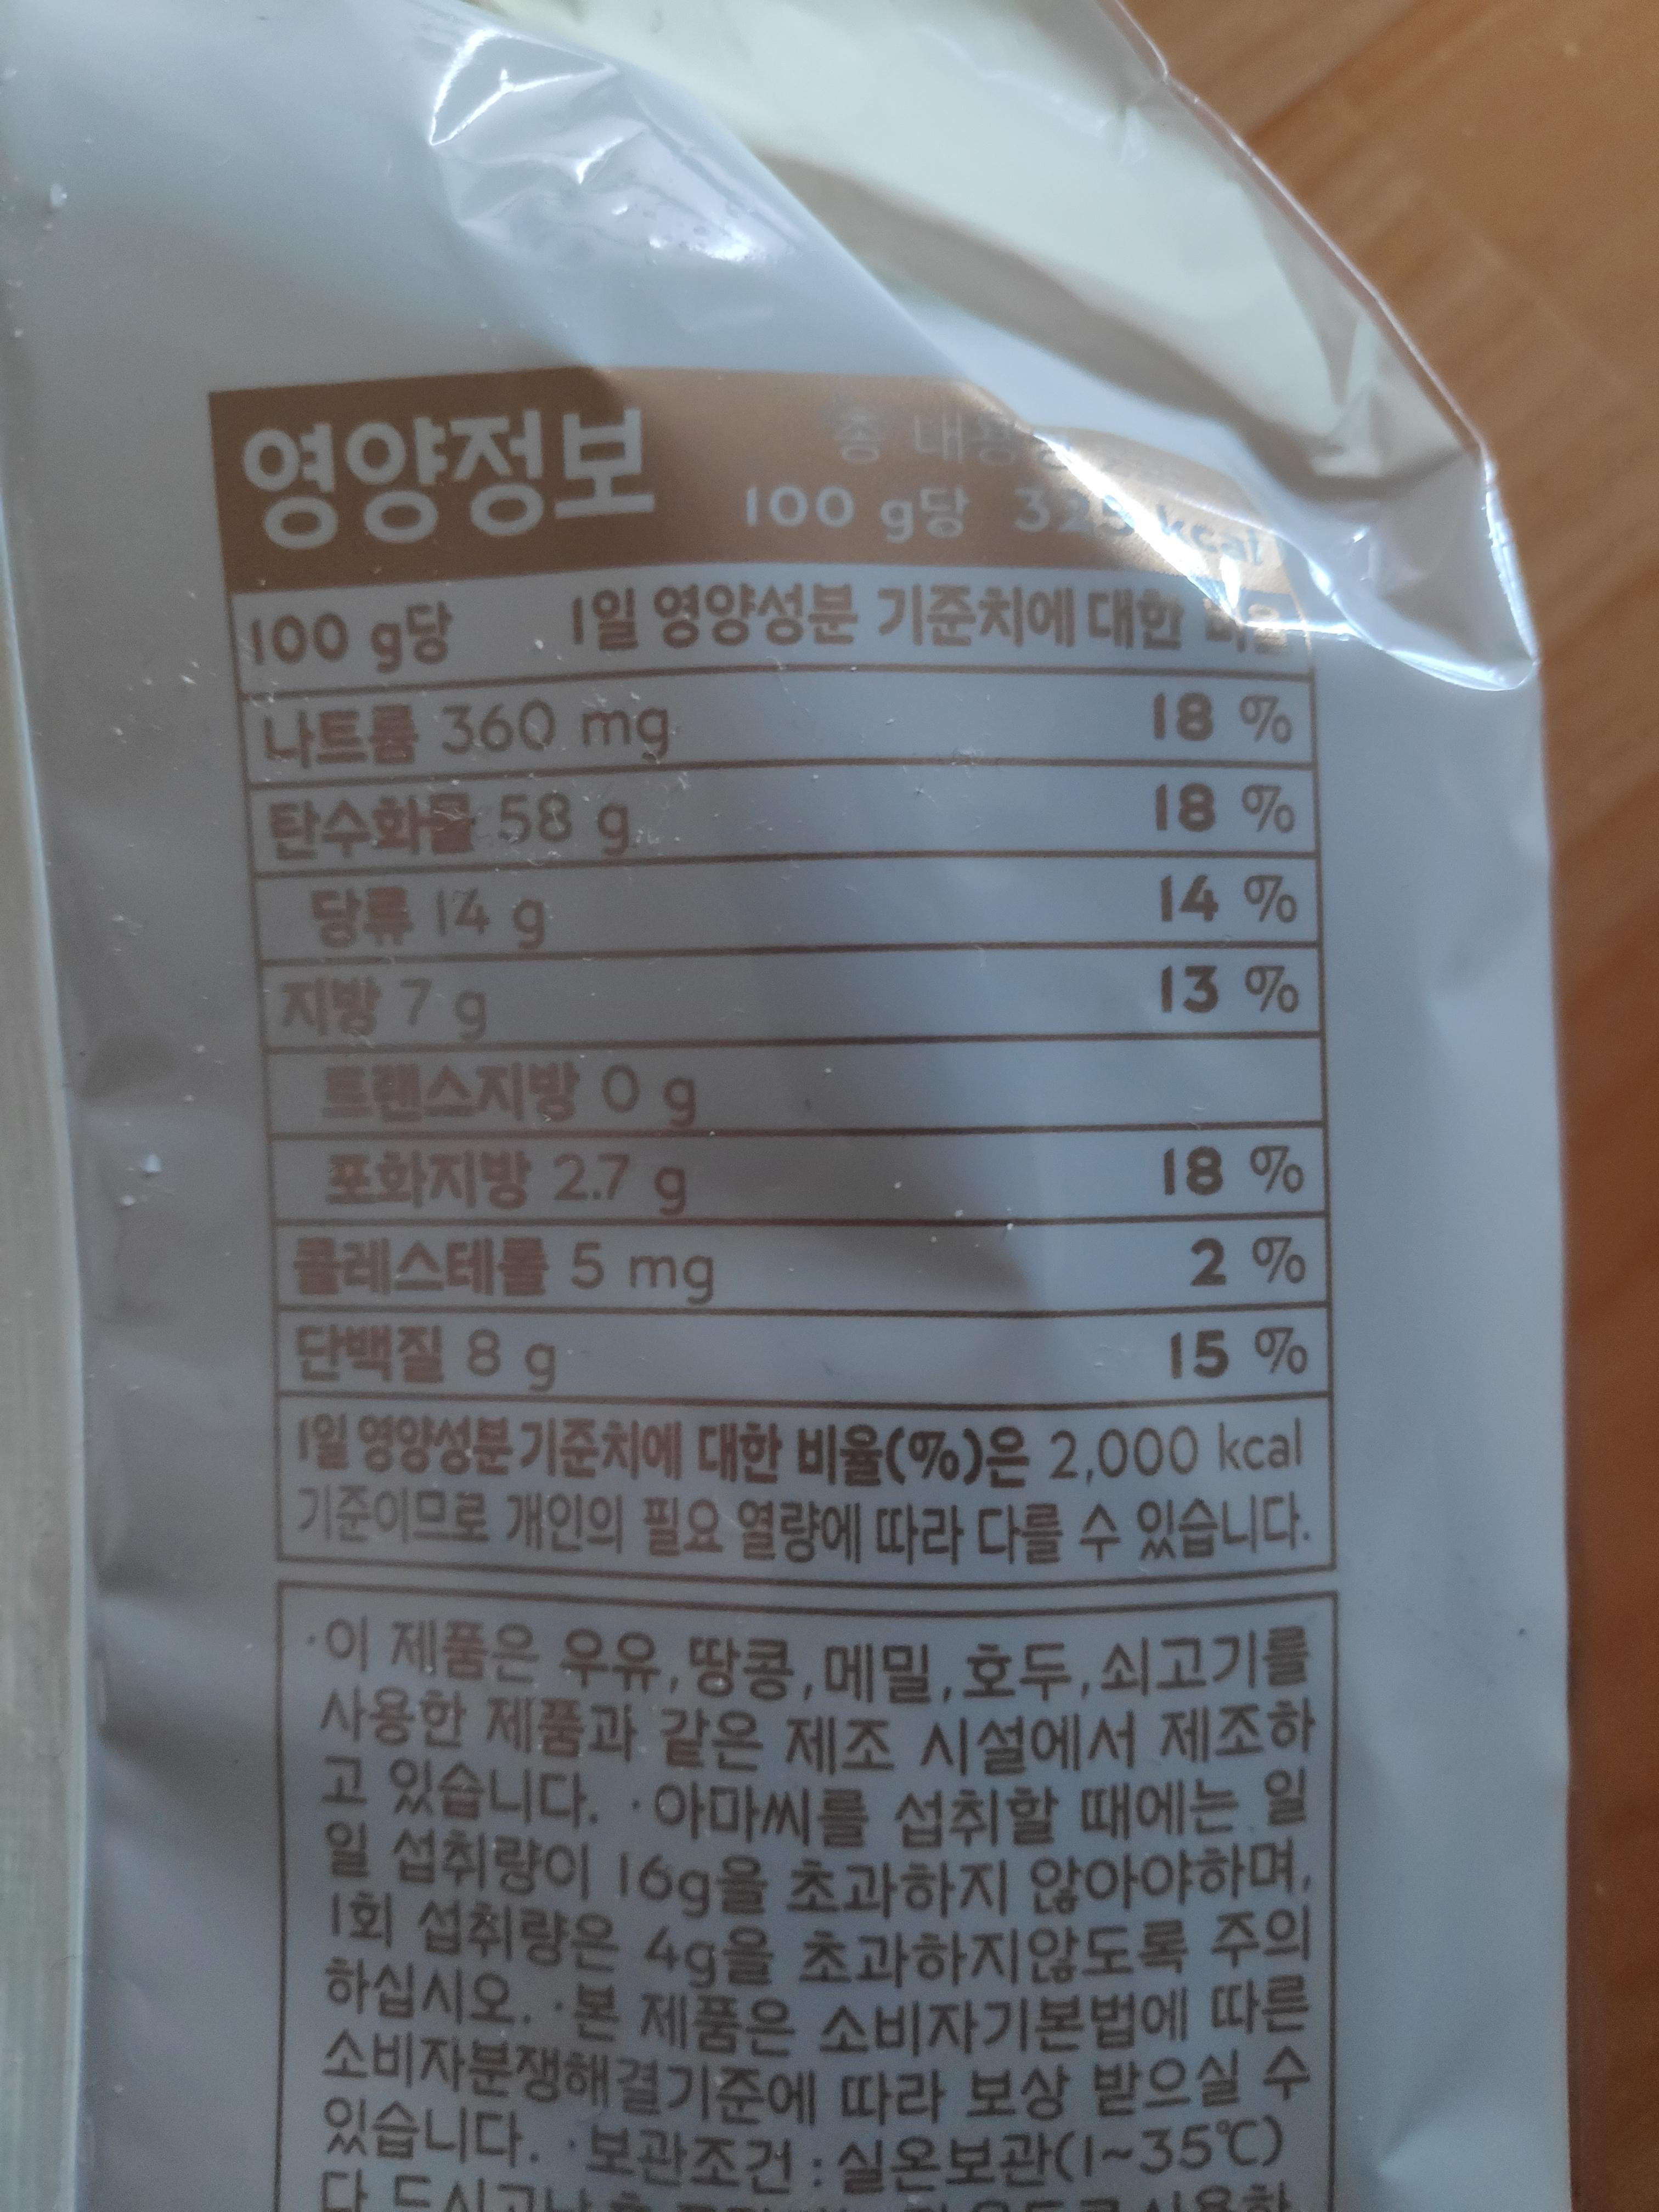 영양정보
총 내용량
100 g당 325 kcal
100 g당 1일 영양성분 기준치에 대한 비율
나트륨 360 mg 18 %
탄수화물 58 g 18 %
당류 14 g 14 %
지방 7 g 13 %
트랜스지방 0 g
포화지방 2.7 g 18 %
콜레스테롤 5 mg 2 %
단백질 8 g 15 %
1일 영양성분 기준치에 대한 비율(%)은 2,000 kcal
기준이므로 개인의 필요 열량에 따라 다를 수 있습니다.
·이 제품은 우유, 땅콩, 메밀, 호두, 쇠고기를
사용한 제품과 같은 제조 시설에서 제조하
고 있습니다. ·아마씨를 섭취할 때에는 일
일 섭취량이 16g을 초과하지 않아야하며,
1회 섭취량은 4g을 초과하지않도록 주의
하십시오. ·본 제품은 소비자기본법에 따른
소비자분쟁해결기준에 따라 보상 받으실 수
있습니다. ·보관조건 : 실온보관(1~35℃)